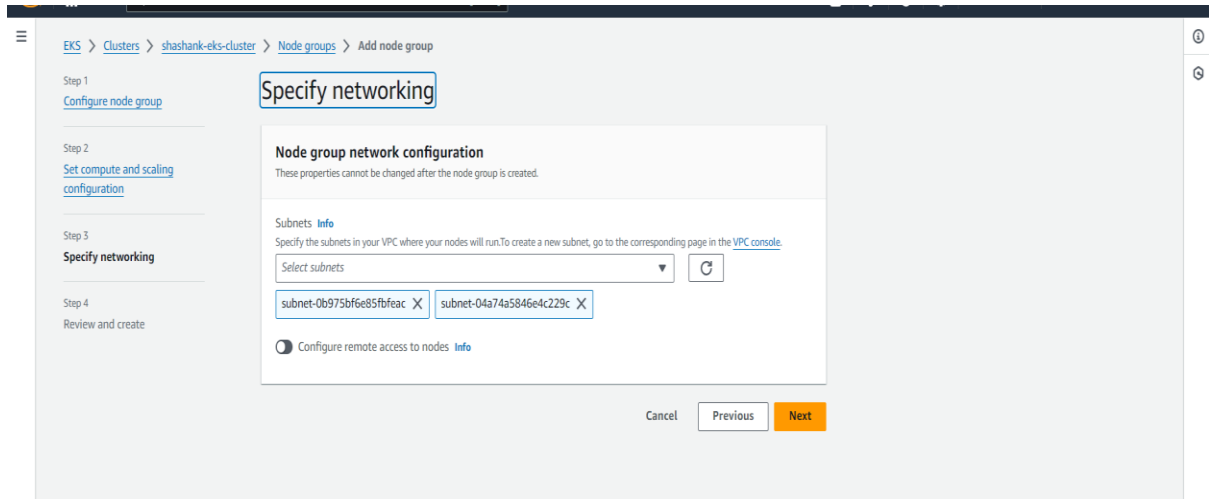 EKS > Clusters > shashank-eks-cluster > Node groups > Add node group
Step 1
Configure node group
Step 2
Set compute and scaling
configuration
Step 3
Specify networking
Step 4
Review and create
Specify networking
Node group network configuration
These properties cannot be changed after the node group is created.
Subnets Info
Specify the subnets in your VPC where your nodes will run.To create a new subnet, go to the corresponding page in the VPC console.
Select subnets
subnet-0b975bf6e85fbfeac X subnet-04a74a5846e4c229c X
Configure remote access to nodes Info
Cancel Previous Next